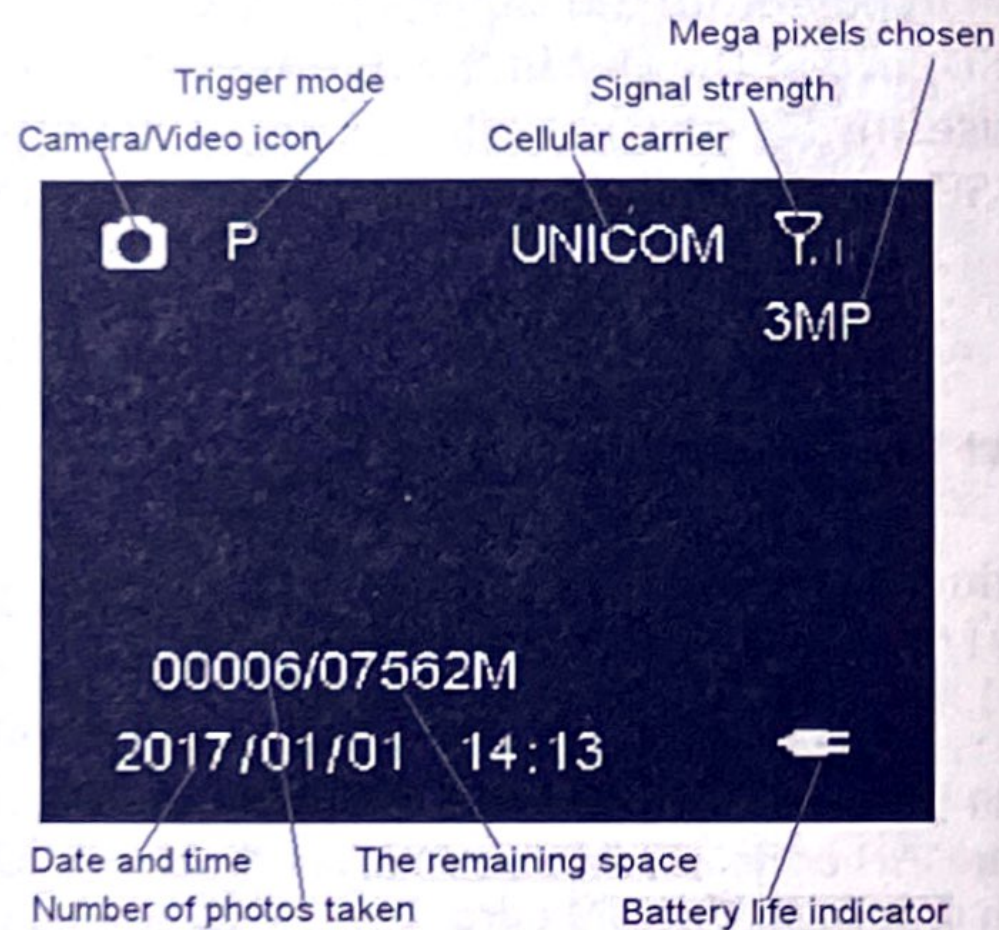 Mega pixels chosen
Trigger mode
Signal strength
Camera/Video icon
Cellular carrier
P
UNICOM
3MP
00006/07562M
2017/01/01 14:13
Date and time
The remaining space
Number of photos taken
Battery life indicator